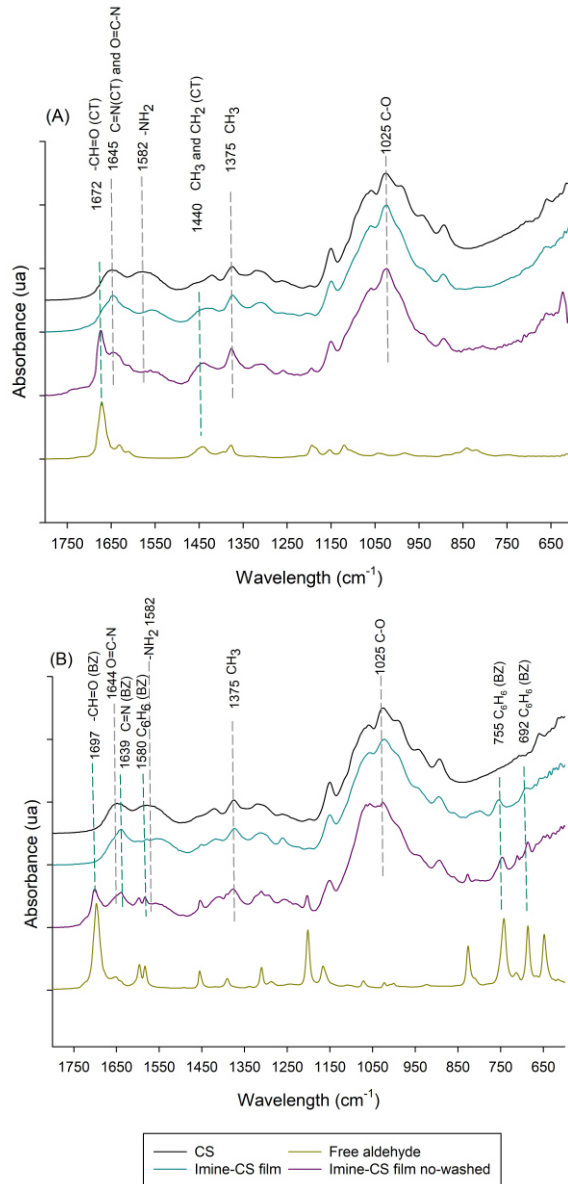 (A)
1672 -CH=O (CT)
1645 C=N(CT) and O=C-N
1582 -NH2
1440 CH3 and CH2 (CT)
1375 CH3
1025 C-O
Absorbance (ua)
1750 1650 1550 1450 1350 1250 1150 1050 950 850 750 650
Wavelength (cm-1)
(B)
1697 -CH=O (BZ)
1644 O=C-N
1639 C=N (BZ)
1580 C6H6 (BZ)
-NH2 1582
1375 CH3
1025 C-O
755 C6H6 (BZ)
692 C6H6 (BZ)
Absorbance (ua)
1750 1650 1550 1450 1350 1250 1150 1050 950 850 750 650
Wavelength (cm-1)
CS
Free aldehyde
Imine-CS film
Imine-CS film no-washed